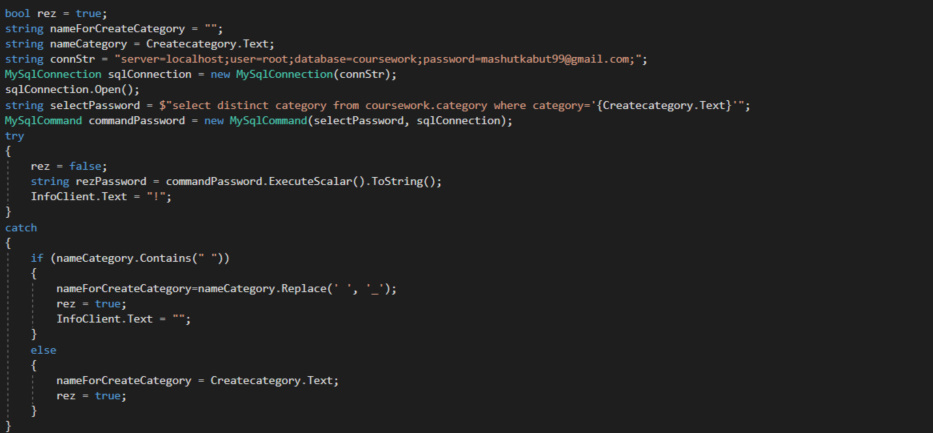 bool rez = true;
string nameForCreateCategory = "";
string nameCategory = Createcategory.Text;
string connStr = "server=localhost;user=root;database=coursework;password=mashutkabut99@gmail.com;";
MySqlConnection sqlConnection = new MySqlConnection(connStr);
sqlConnection.Open();
string selectPassword = $"select distinct category from coursework.category where category='{Createcategory.Text}'";
MySqlCommand commandPassword = new MySqlCommand(selectPassword, sqlConnection);
try
{
    rez = false;
    string rezPassword = commandPassword.ExecuteScalar().ToString();
    InfoClient.Text = "!";
}
catch
{
    if (nameCategory.Contains(" "))
    {
        nameForCreateCategory=nameCategory.Replace(' ', '_');
        rez = true;
        InfoClient.Text = "";
    }
    else
    {
        nameForCreateCategory = Createcategory.Text;
        rez = true;
    }
}